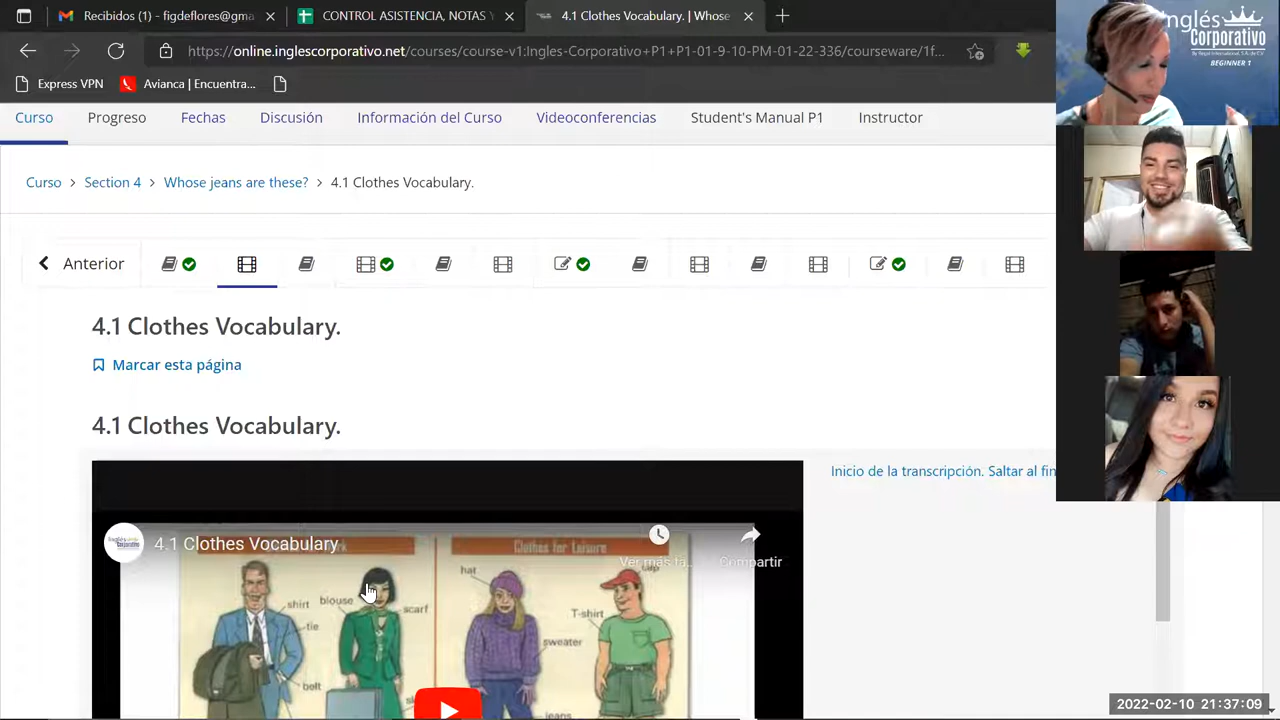 Recibidos (1) - figdeflores@gma
CONTROL ASISTENCIA - NOV
4.1 Clothes Vocabulary. | Whose
https://online.inglescorporativo.net/courses/course-v1:Ingles-Corporativo+P1+P1-01-9-10-PM-01-22-336/courseware/1f...
Express VPN
Avianca | Encuentra...
Curso
Progreso
Fechas
Discusión
Información del Curso
Videoconferencias
Student's Manual P1
Instructor
Curso > Section 4 > Whose jeans are these? > 4.1 Clothes Vocabulary.
Anterior
4.1 Clothes Vocabulary.
Marcar esta página
4.1 Clothes Vocabulary.
Inicio de la transcripción. Saltar al fin
4.1 Clothes Vocabulary
Clothes for Leisure
Ver más ta...
Compartir
shirt
tie
belt
blouse
scarf
hat
sweater
jeans
cap
T-shirt
Inglés
Corporativo
BEGINNER 1
2022-02-10 21:37:09